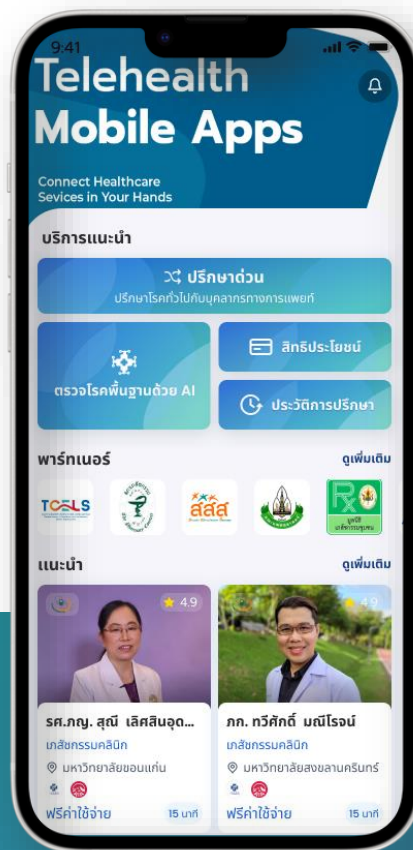 9:41
Telehealth
Mobile Apps
Connect Healthcare
Sevices in Your Hands
บริการแนะนำ
ปรึกษาด่วน
ปรึกษาโรคทั่วไปกับบุคลากรทางการแพทย์
ตรวจโรคพื้นฐานด้วย AI
สิทธิประโยชน์
ประวัติการปรึกษา
พาร์ทเนอร์
ดูเพิ่มเติม
TCELS
สสส
แนะนำ
ดูเพิ่มเติม
4.9
4.9
รศ.ภญ. สุณี เลิศสินอุด...
เภสัชกรรมคลินิก
มหาวิทยาลัยขอนแก่น
ฟรีค่าใช้จ่าย
15 นาที
ภก. ทวีศักดิ์ มณีโรจน์
เภสัชกรรมคลินิก
มหาวิทยาลัยสงขลานครินทร์
ฟรีค่าใช้จ่าย
15 นาที